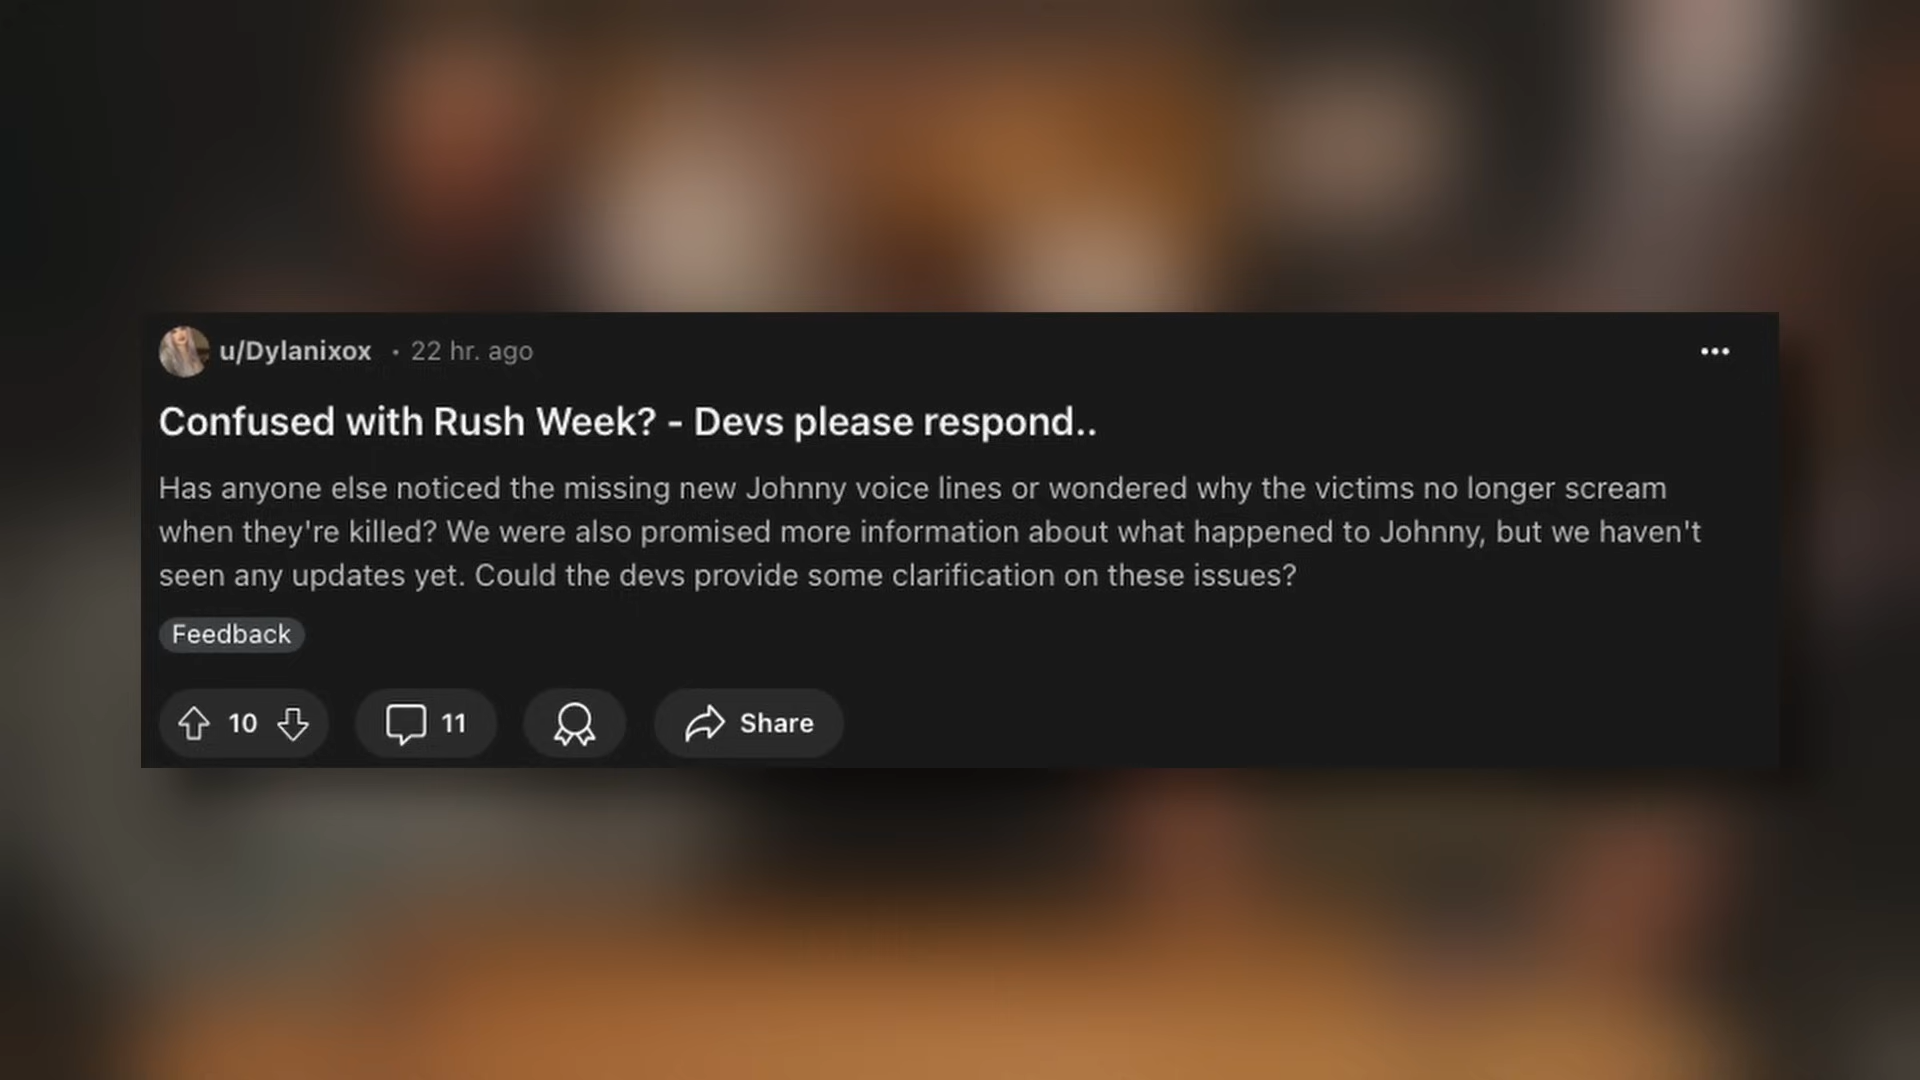 u/Dylanixox • 22 hr. ago
Confused with Rush Week? - Devs please respond..
Has anyone else noticed the missing new Johnny voice lines or wondered why the victims no longer scream
when they're killed? We were also promised more information about what happened to Johnny, but we haven't
seen any updates yet. Could the devs provide some clarification on these issues?
Feedback
10 11 Share